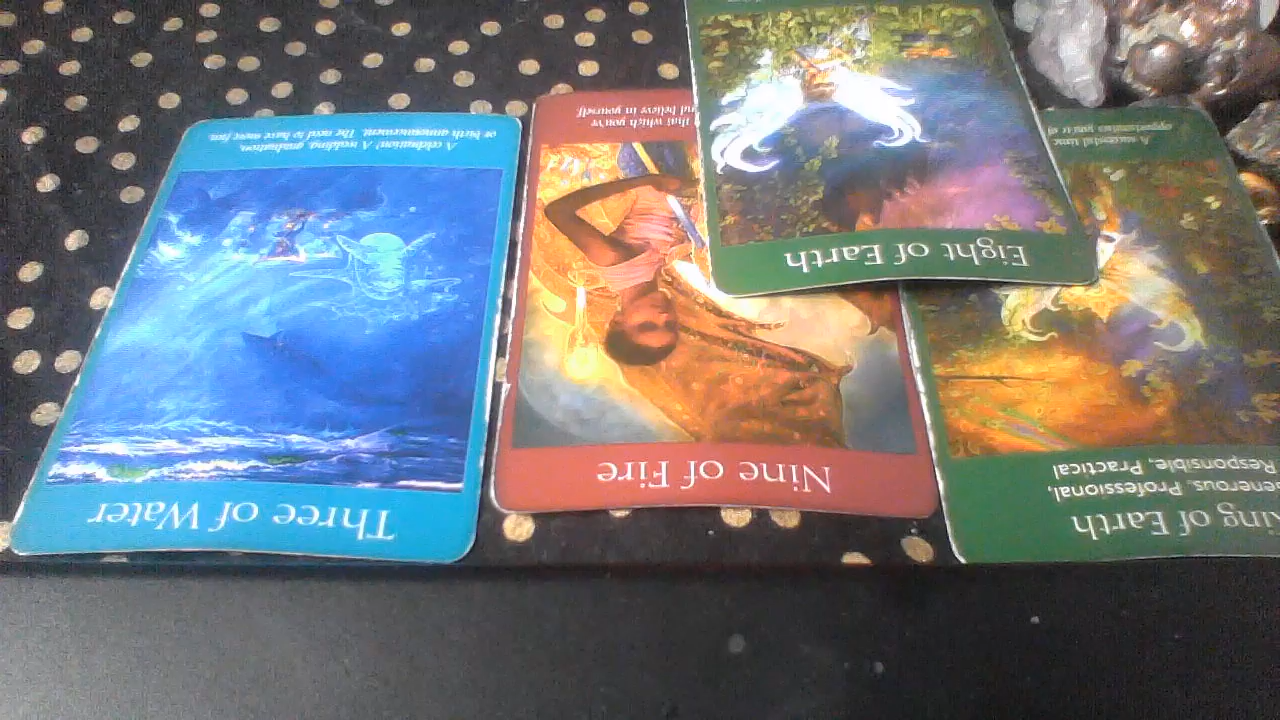 Three of Water
A celebration! A wedding, graduation,
or birth announcement. The need to have more fun.
Nine of Fire
that which you've
and believe in yourself.
Eight of Earth
King of Earth
Generous, Professional,
Responsible, Practical
A successful time
opportunities